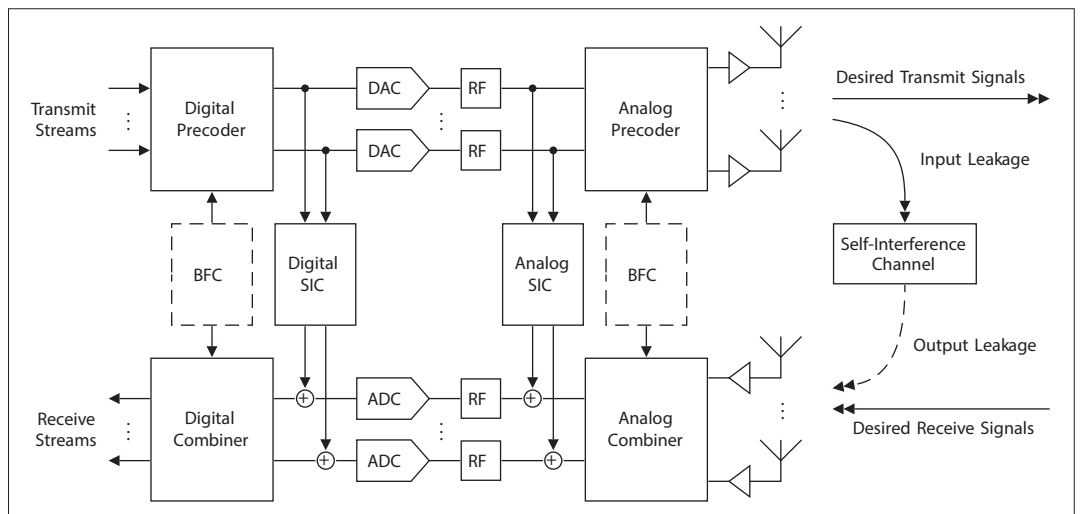 Transmit
Streams
Digital
Precoder
DAC
RF
DAC
RF
Analog
Precoder
Desired Transmit Signals
Input Leakage
BFC
Digital
SIC
Analog
SIC
BFC
Self-Interference
Channel
Output Leakage
Receive
Streams
Digital
Combiner
ADC
RF
ADC
RF
Analog
Combiner
Desired Receive Signals